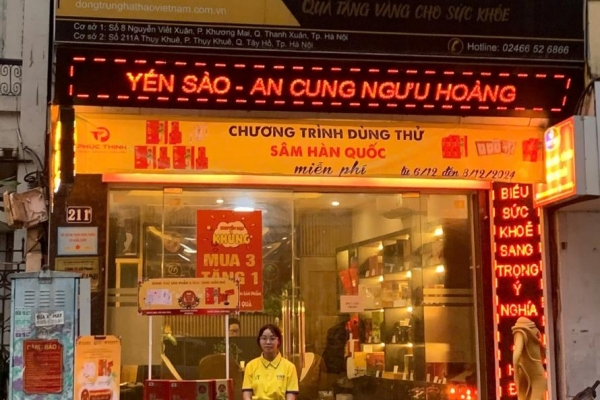 dongtrunghathaovietnam.com.vn
QUÀ TẶNG VÀNG CHO SỨC KHỎE
Cơ sở 1: Số 8 Nguyễn Viết Xuân, P. Khương Mai, Q. Thanh Xuân, Tp. Hà Nội
Cơ sở 2: Số 211A Thụy Khuê, P. Thụy Khuê, Q. Tây Hồ, Tp. Hà Nội
Hotline: 02466 52 6866
YẾN SÀO - AN CUNG NGƯU HOÀNG
PHÚC THỊNH
CHƯƠNG TRÌNH DÙNG THỬ
SÂM HÀN QUỐC
miễn phí
từ 6/12 đến 8/12/2024
211
KHỦNG
MUA 3
TẶNG 1
BIẾU
SỨC
KHOẺ
SANG
TRỌNG
Ý
NGHĨA